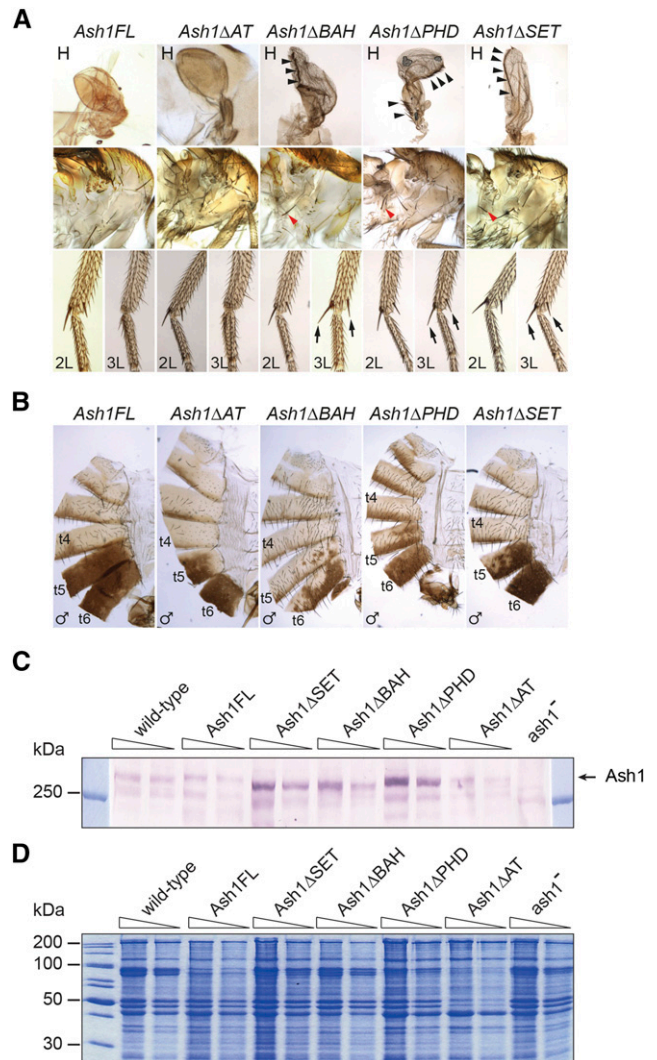 A
Ash1FL Ash1ΔAT Ash1ΔBAH Ash1ΔPHD Ash1ΔSET
H H H H H
2L 3L 2L 3L 2L 3L 2L 3L 2L 3L
B
Ash1FL Ash1ΔAT Ash1ΔBAH Ash1ΔPHD Ash1ΔSET
t4 t4 t4 t4 t4
t5 t5 t5 t5 t5
t6 t6 t6 t6 t6
♂ ♂ ♂ ♂ ♂
C
wild-type Ash1FL Ash1ΔSET Ash1ΔBAH Ash1ΔPHD Ash1ΔAT ash1-
kDa
250
Ash1
D
wild-type Ash1FL Ash1ΔSET Ash1ΔBAH Ash1ΔPHD Ash1ΔAT ash1-
kDa
200
100
50
30